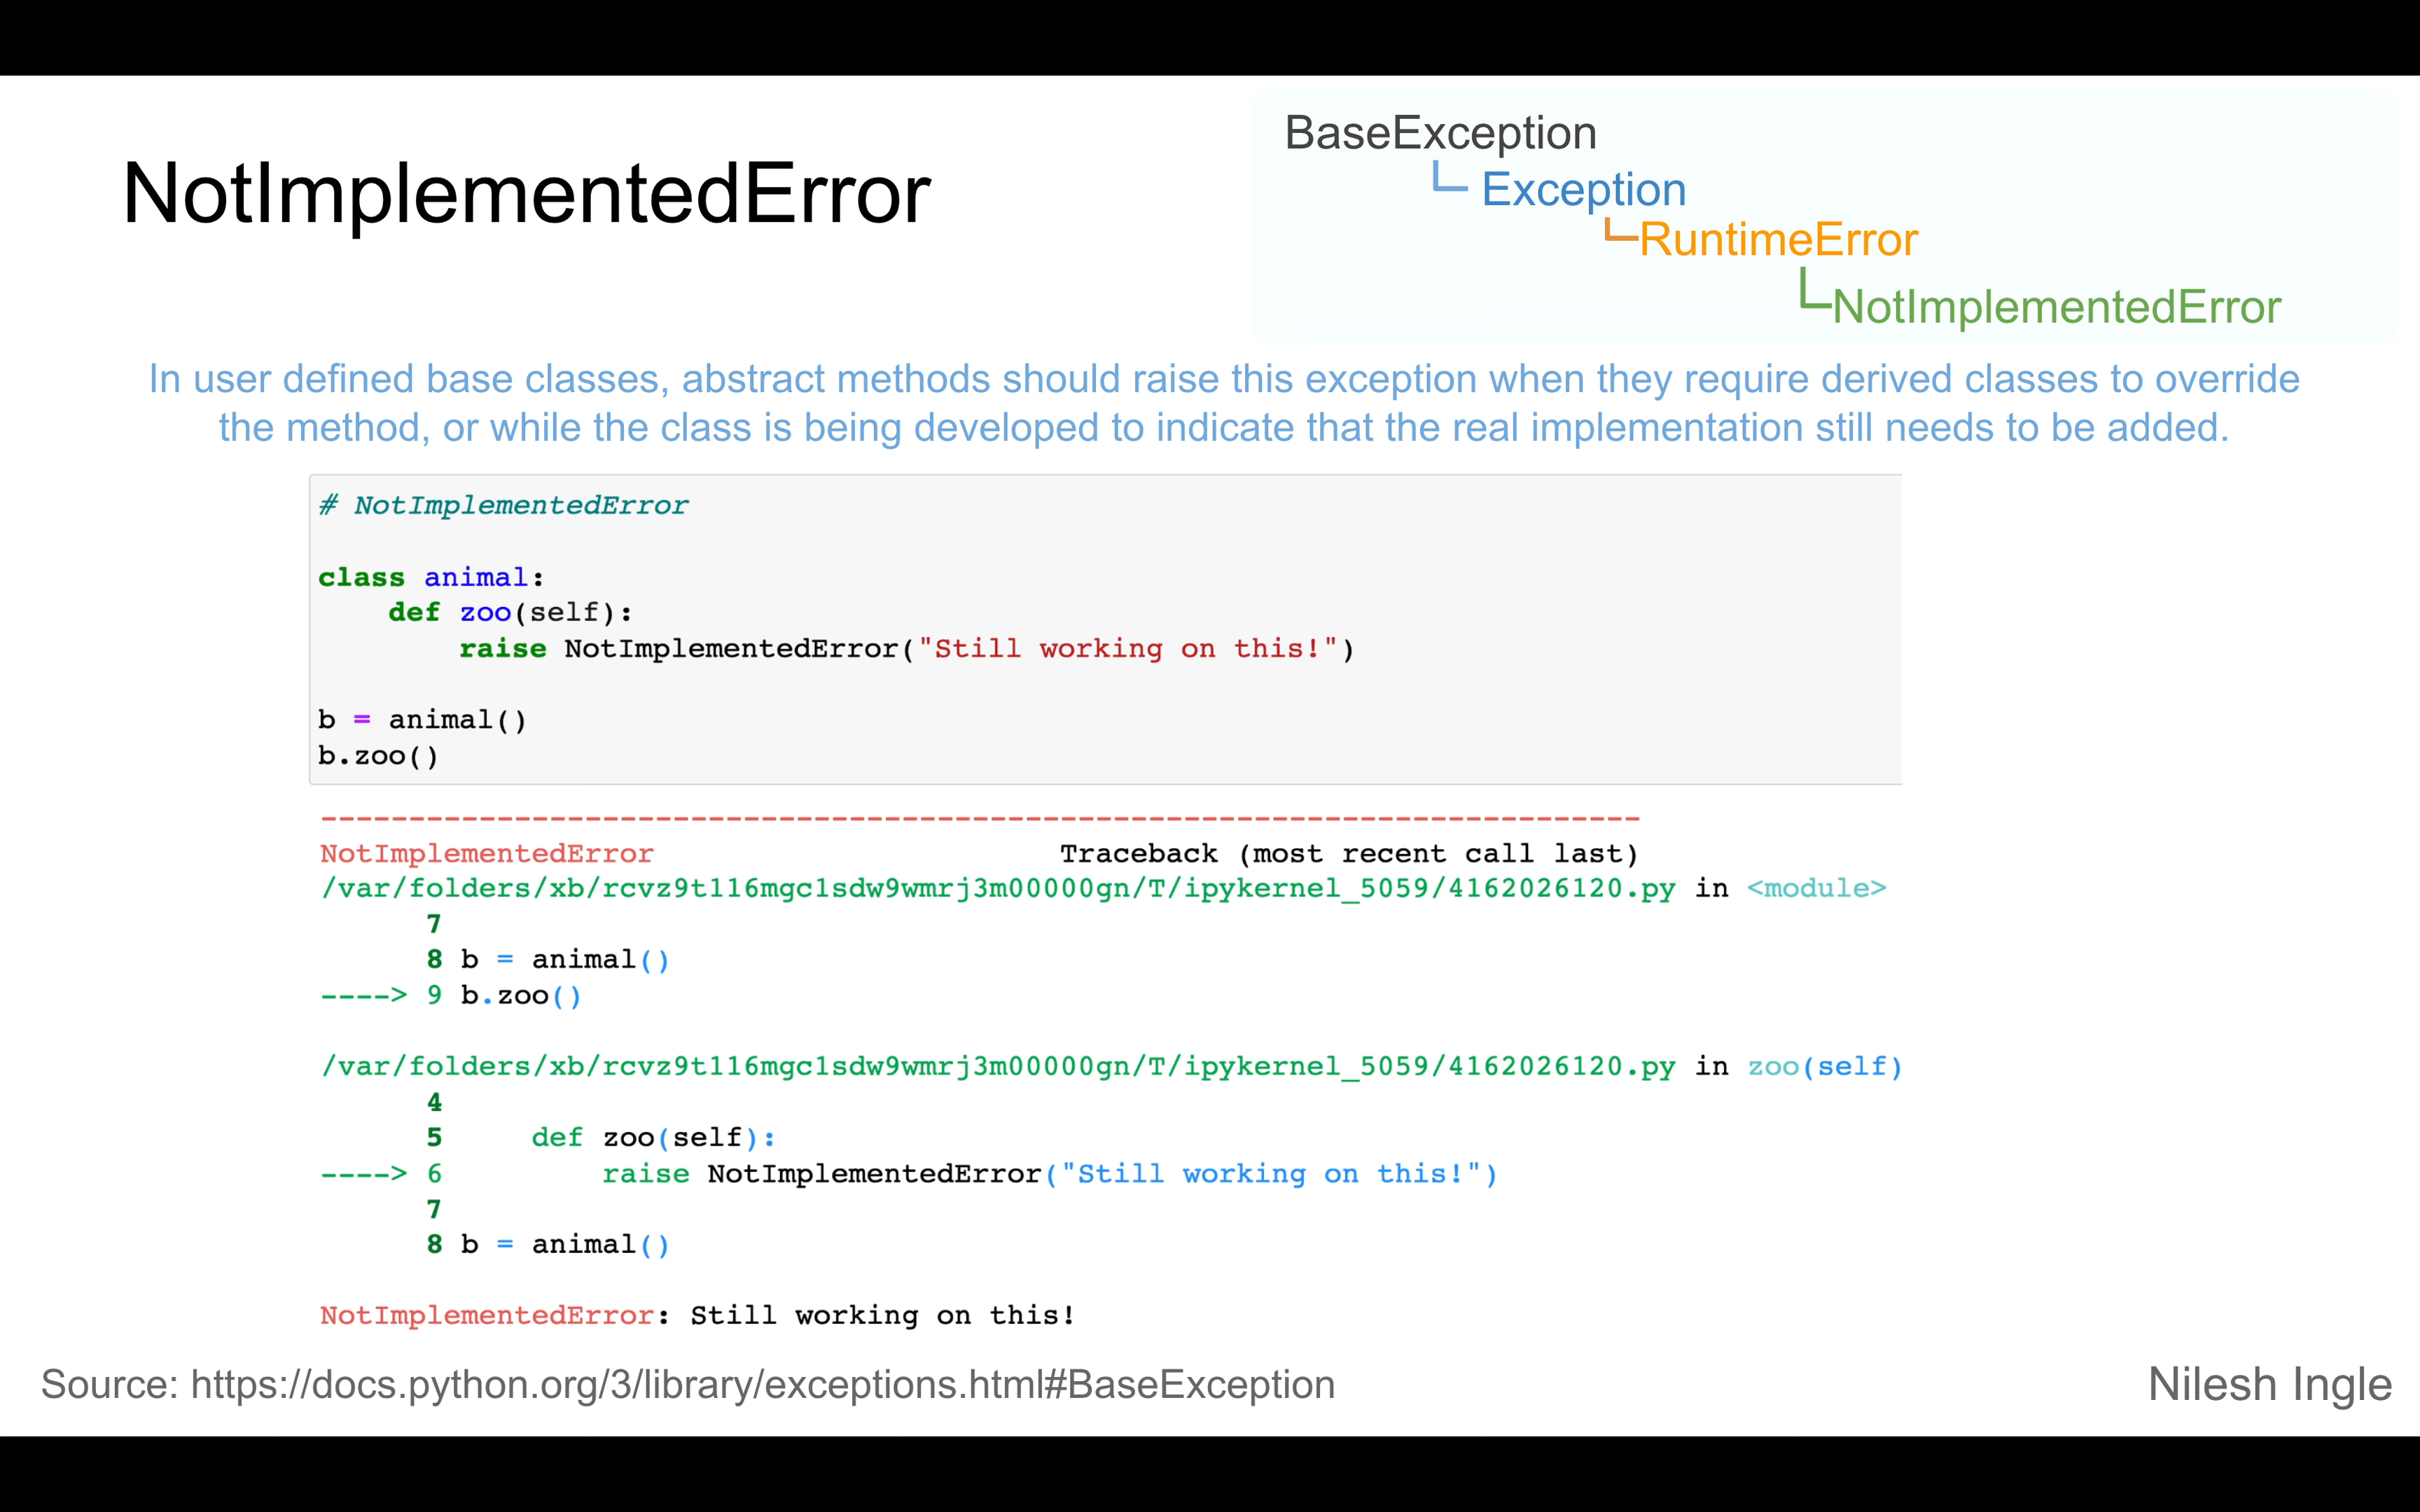 NotImplementedError
BaseException
Exception
RuntimeError
NotImplementedError
In user defined base classes, abstract methods should raise this exception when they require derived classes to override
the method, or while the class is being developed to indicate that the real implementation still needs to be added.
# NotImplementedError
class animal:
    def zoo(self):
        raise NotImplementedError("Still working on this!")
b = animal()
b.zoo()
---------------------------------------------------------------------------
NotImplementedError                       Traceback (most recent call last)
/var/folders/xb/rcvz9t116mgc1sdw9wmrj3m00000gn/T/ipykernel_5059/4162026120.py in <module>
      7
      8 b = animal()
----> 9 b.zoo()
/var/folders/xb/rcvz9t116mgc1sdw9wmrj3m00000gn/T/ipykernel_5059/4162026120.py in zoo(self)
      4
      5     def zoo(self):
----> 6         raise NotImplementedError("Still working on this!")
      7
      8 b = animal()
NotImplementedError: Still working on this!
Source: https://docs.python.org/3/library/exceptions.html#BaseException
Nilesh Ingle